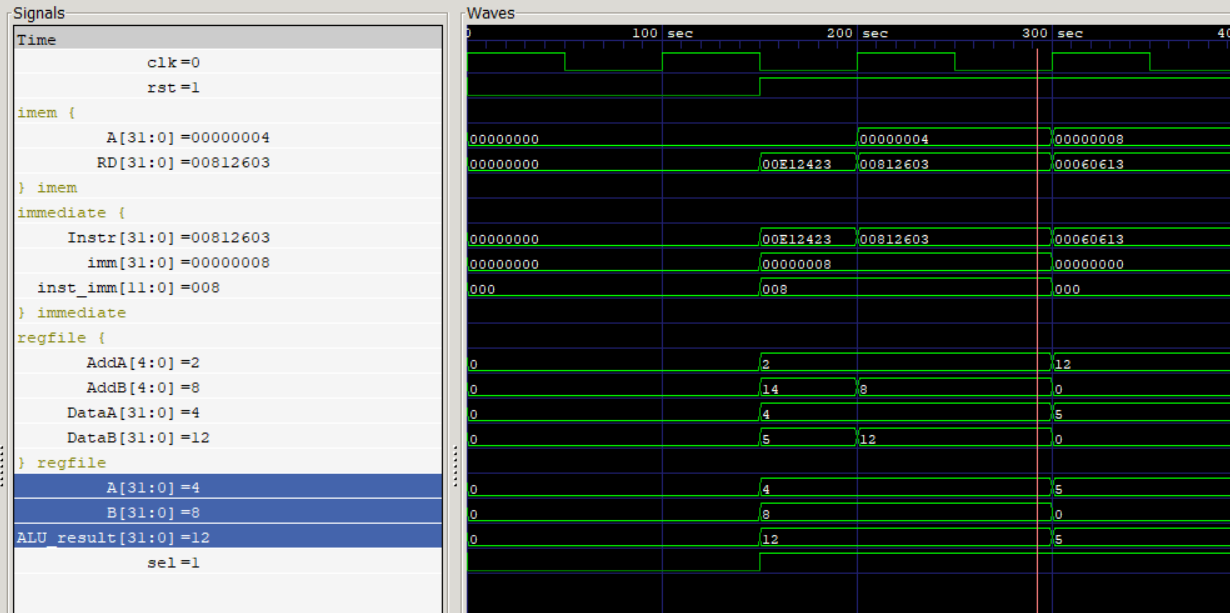 Signals
Waves
Time
0 100 sec 200 sec 300 sec 40
clk=0
rst=1
imem {
A[31:0]=00000004 00000000 00000004 00000008
RD[31:0]=00812603 00000000 00E12423 00812603 00060613
} imem
immediate {
Instr[31:0]=00812603 00000000 00E12423 00812603 00060613
imm[31:0]=00000008 00000000 00000008 00000000
inst_imm[11:0]=008 000 008 000
} immediate
regfile {
AddA[4:0]=2 0 2 12
AddB[4:0]=8 0 14 8 0
DataA[31:0]=4 0 4 5
DataB[31:0]=12 0 5 12 0
} regfile
A[31:0]=4 0 4 5
B[31:0]=8 0 8 0
ALU_result[31:0]=12 0 12 5
sel=1